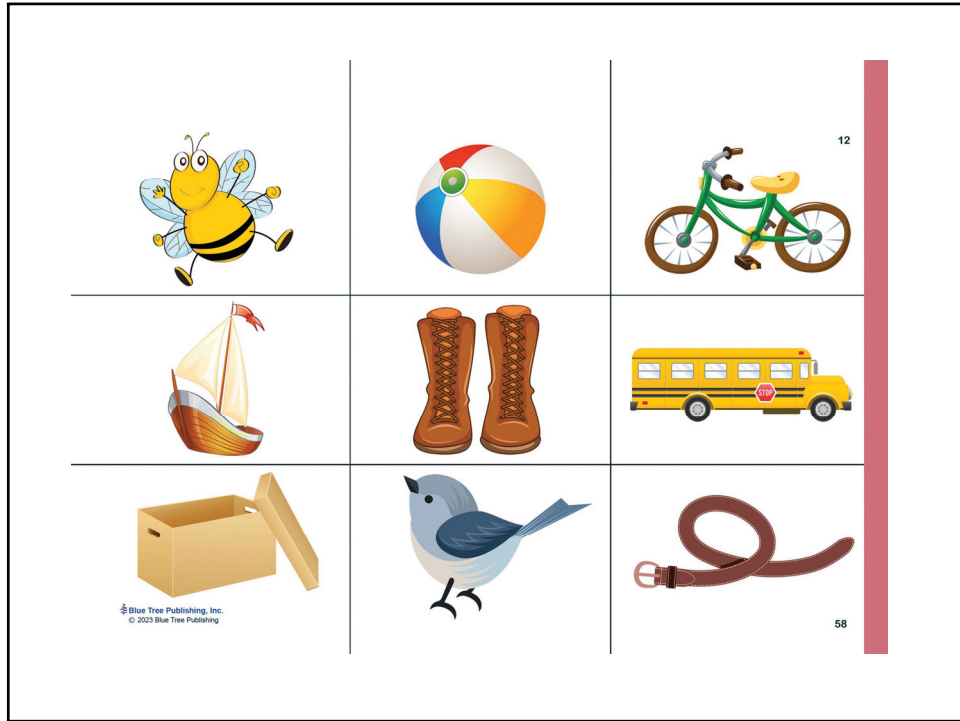 12
STOP
Blue Tree Publishing, Inc.
© 2023 Blue Tree Publishing
58